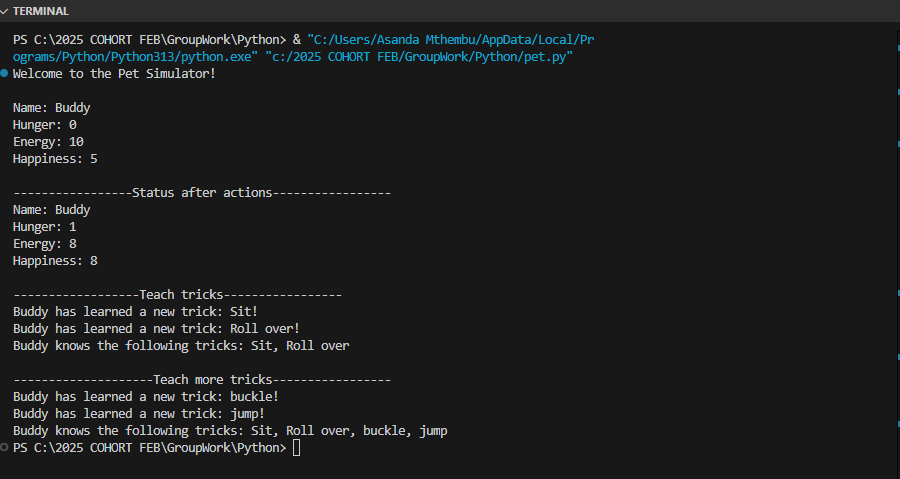 TERMINAL
PS C:\2025 COHORT FEB\GroupWork\Python> & "C:/Users/Asanda Mthembu/AppData/Local/Pr
ograms/Python/Python313/python.exe" "c:/2025 COHORT FEB/GroupWork/Python/pet.py"
Welcome to the Pet Simulator!
Name: Buddy
Hunger: 0
Energy: 10
Happiness: 5
-----------------Status after actions-----------------
Name: Buddy
Hunger: 1
Energy: 8
Happiness: 8
------------------Teach tricks-----------------
Buddy has learned a new trick: Sit!
Buddy has learned a new trick: Roll over!
Buddy knows the following tricks: Sit, Roll over
--------------------Teach more tricks-----------------
Buddy has learned a new trick: buckle!
Buddy has learned a new trick: jump!
Buddy knows the following tricks: Sit, Roll over, buckle, jump
PS C:\2025 COHORT FEB\GroupWork\Python>